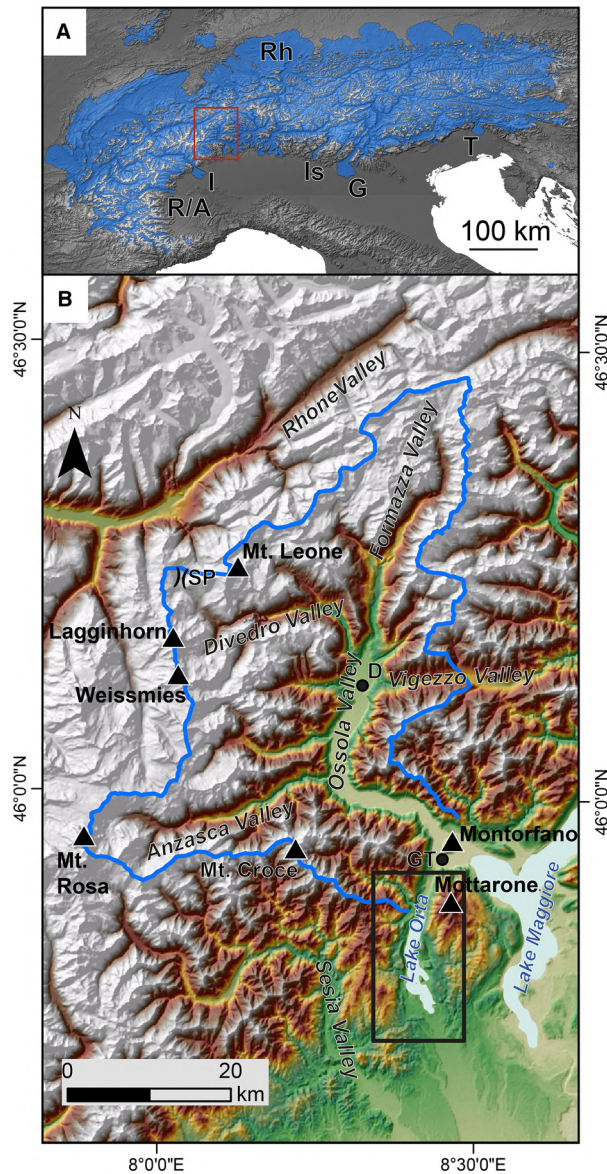 A
Rh
T
Is
G
I
R/A
100 km
B
46°30'0"N
46°30'0"N
N
RhoneValley
Formazza Valley
Mt. Leone
)(SP
Lagginhorn
Divedro Valley
Weissmies
D
Vigezzo Valley
Ossola Valley
46°0'0"N
46°0'0"N
Anzasca Valley
Mt.
Rosa
Mt. Croce
Montorfano
GT
Mottarone
Lake Orta
Lake Maggiore
Sesia Valley
0
20
km
8°0'0"E
8°30'0"E